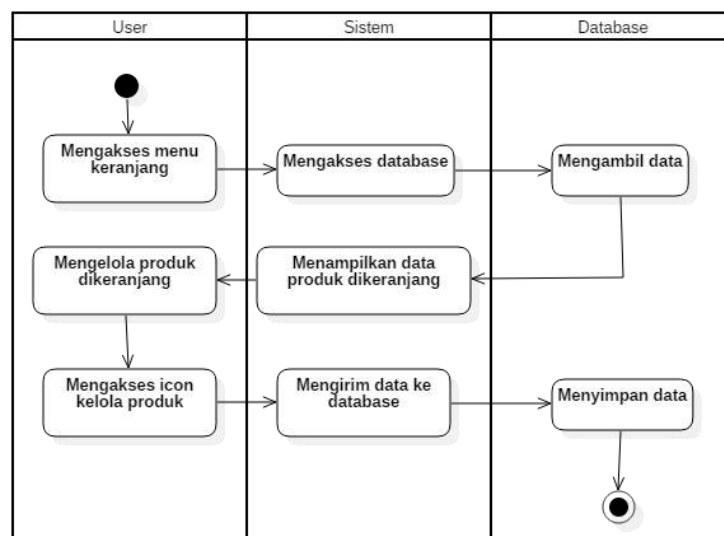 User
Sistem
Database
Mengakses menu
keranjang
Mengakses database
Mengambil data
Mengelola produk
dikeranjang
Menampilkan data
produk dikeranjang
Mengakses icon
kelola produk
Mengirim data ke
database
Menyimpan data